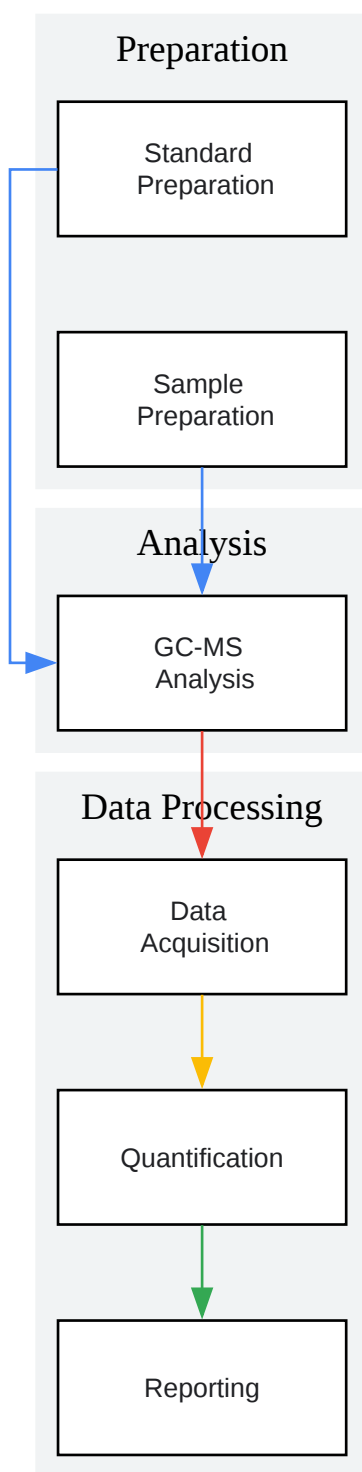 Preparation
Standard
Preparation
Sample
Preparation
Analysis
GC-MS
Analysis
Data Processing
Data
Acquisition
Quantification
Reporting